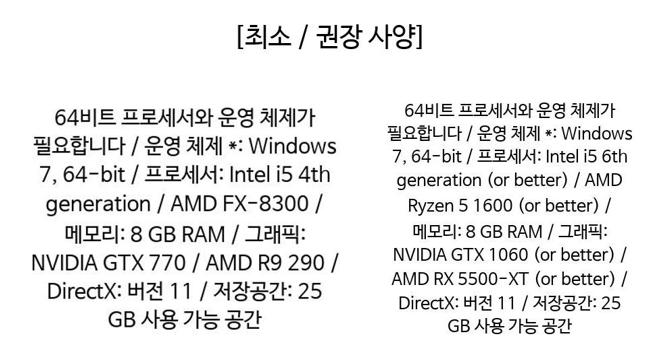 [최소 / 권장 사양]
64비트 프로세서와 운영 체제가
필요합니다 / 운영 체제 *: Windows
7, 64-bit / 프로세서: Intel i5 4th
generation / AMD FX-8300 /
메모리: 8 GB RAM / 그래픽:
NVIDIA GTX 770 / AMD R9 290 /
DirectX: 버전 11 / 저장공간: 25
GB 사용 가능 공간
64비트 프로세서와 운영 체제가
필요합니다 / 운영 체제 *: Windows
7, 64-bit / 프로세서: Intel i5 6th
generation (or better) / AMD
Ryzen 5 1600 (or better) /
메모리: 8 GB RAM / 그래픽:
NVIDIA GTX 1060 (or better) /
AMD RX 5500-XT (or better) /
DirectX: 버전 11 / 저장공간: 25
GB 사용 가능 공간